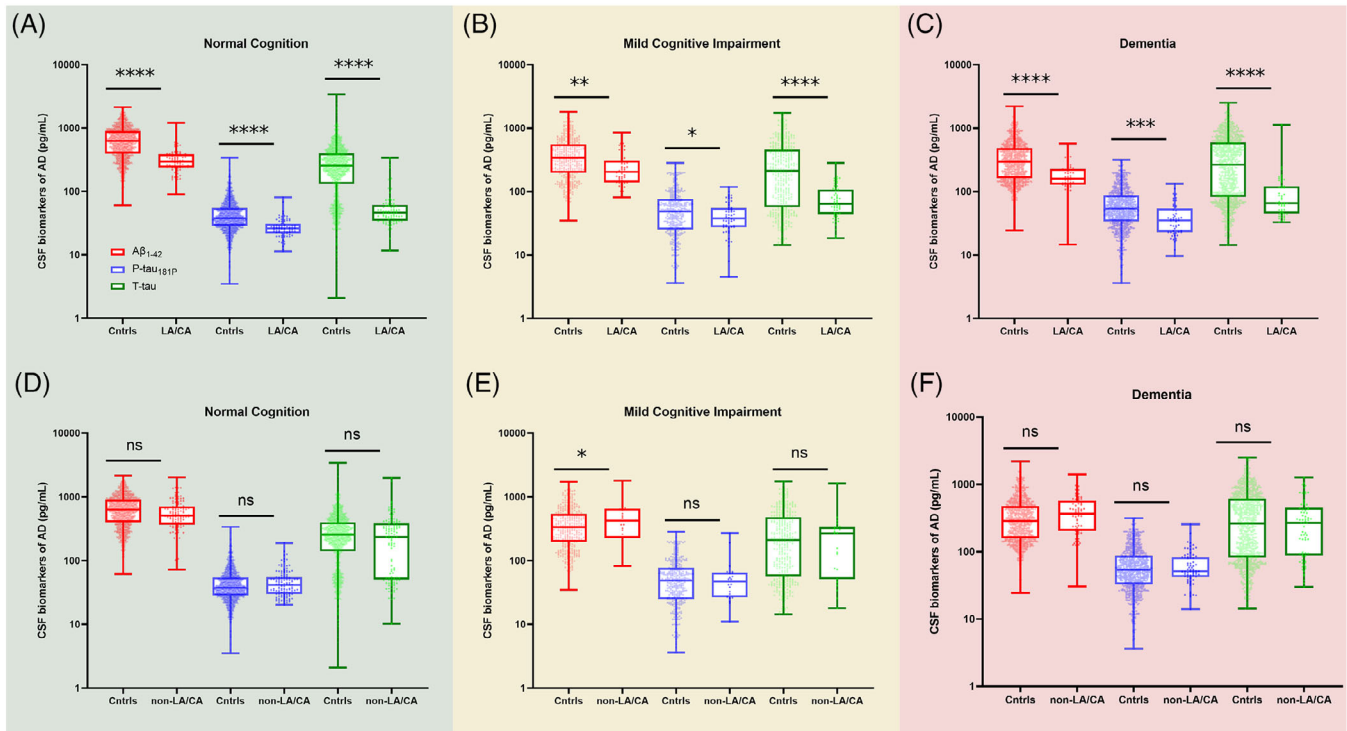 (A)
Normal Cognition
CSF biomarkers of AD (pg/mL)
10000
1000
100
10
1
****
****
****
Aβ1-42
P-tau181P
T-tau
Cntrls LA/CA Cntrls LA/CA Cntrls LA/CA
(B)
Mild Cognitive Impairment
CSF biomarkers of AD (pg/mL)
10000
1000
100
10
1
**
*
****
Cntrls LA/CA Cntrls LA/CA Cntrls LA/CA
(C)
Dementia
CSF biomarkers of AD (pg/mL)
10000
1000
100
10
1
****
***
****
Cntrls LA/CA Cntrls LA/CA Cntrls LA/CA
(D)
Normal Cognition
CSF biomarkers of AD (pg/mL)
10000
1000
100
10
1
ns
ns
ns
Cntrls non-LA/CA Cntrls non-LA/CA Cntrls non-LA/CA
(E)
Mild Cognitive Impairment
CSF biomarkers of AD (pg/mL)
10000
1000
100
10
1
*
ns
ns
Cntrls non-LA/CA Cntrls non-LA/CA Cntrls non-LA/CA
(F)
Dementia
CSF biomarkers of AD (pg/mL)
10000
1000
100
10
1
ns
ns
ns
Cntrls non-LA/CA Cntrls non-LA/CA Cntrls non-LA/CA